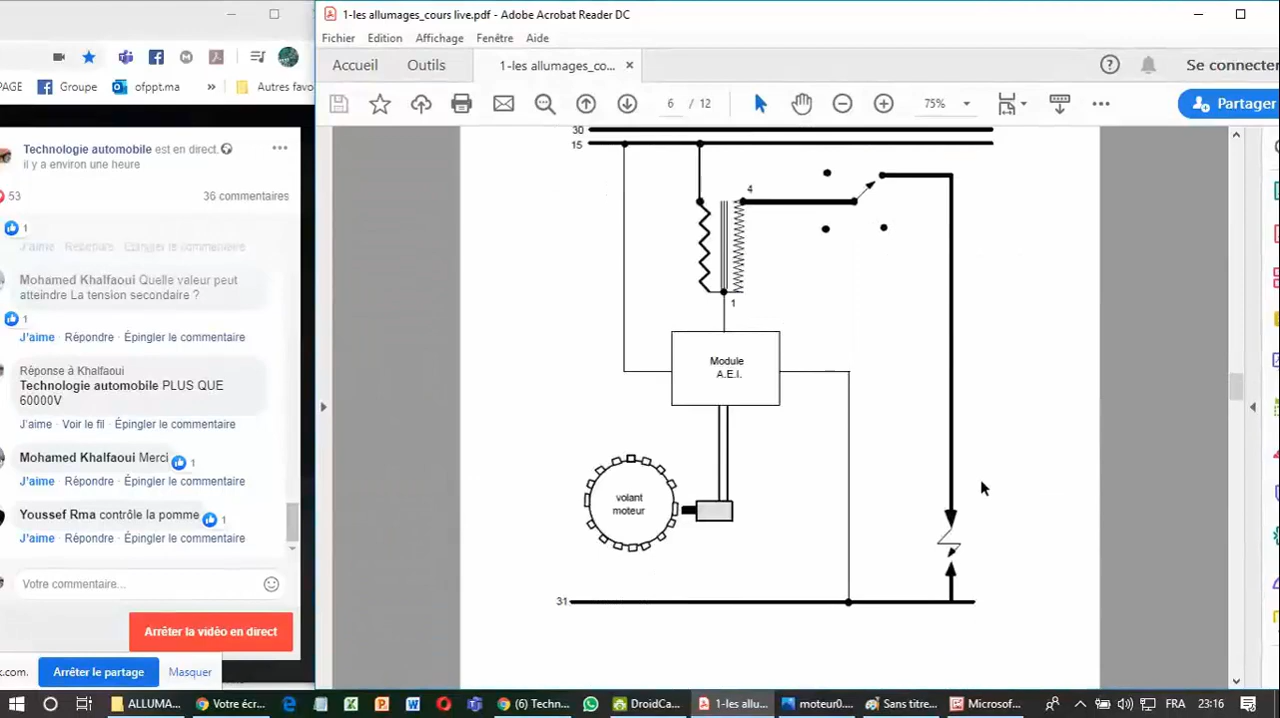 1-les allumages_cours live.pdf - Adobe Acrobat Reader DC
Fichier Edition Affichage Fenêtre Aide
Accueil Outils 1-les allumages_co... × Se connecter
6 / 12 75% Partager
PAGE Groupe ofppt.ma » Autres favo
Technologie automobile est en direct.
il y a environ une heure
53 36 commentaires
1
J'aime Répondre Épingler le commentaire
Mohamed Khalfaoui Quelle valeur peut
atteindre La tension secondaire ?
1
J'aime · Répondre · Épingler le commentaire
Réponse à Khalfaoui
Technologie automobile PLUS QUE
60000V
J'aime · Voir le fil · Épingler le commentaire
Mohamed Khalfaoui Merci 1
J'aime · Répondre · Épingler le commentaire
Youssef Rma contrôle la pomme 1
J'aime · Répondre · Épingler le commentaire
Votre commentaire...
Arrêter la vidéo en direct
k.com. Arrêter le partage Masquer
30
15
4
1
Module
A.E.I.
volant
moteur
31
ALLUMA... Votre écr... Techn... DroidCa... 1-les allu... moteur0.... Sans titre... Microsof... FRA 23:16